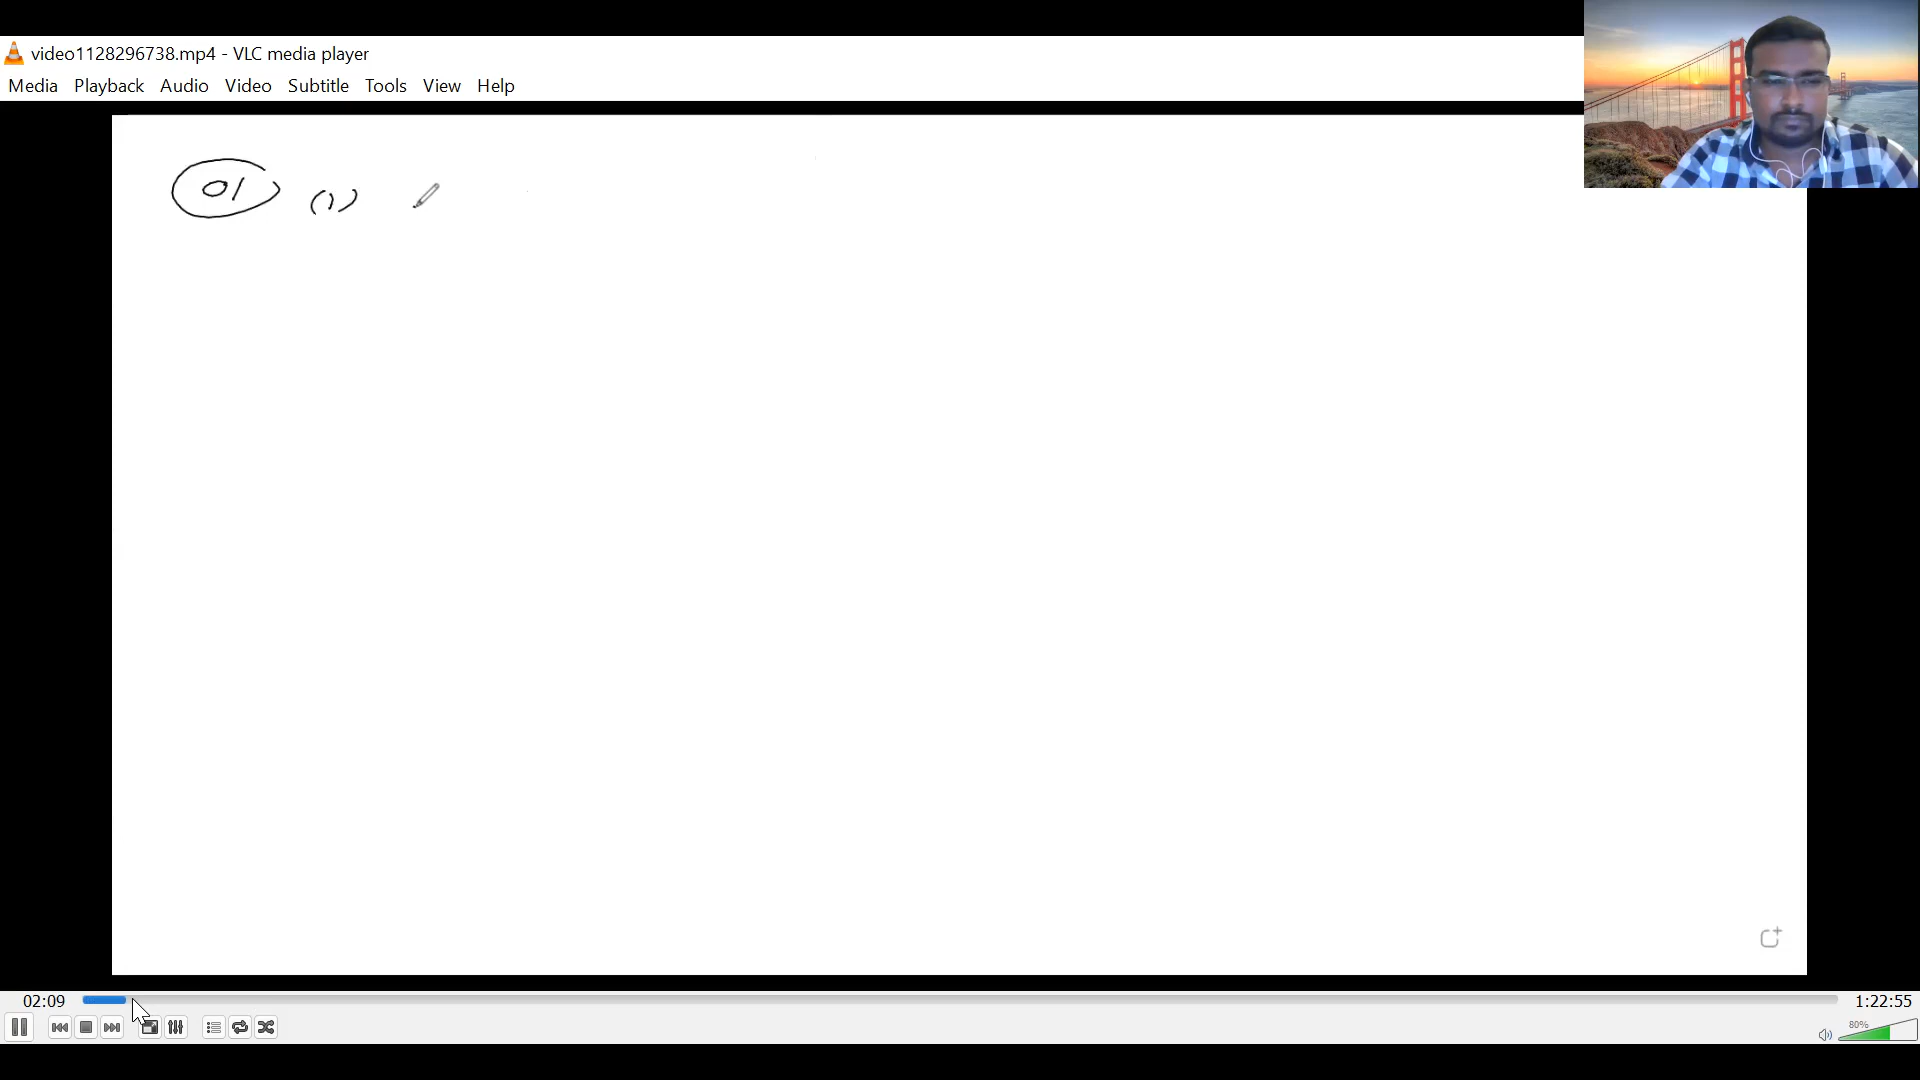 video1128296738.mp4 - VLC media player
Media Playback Audio Video Subtitle Tools View Help
01 (1)
02:09 1:22:55
80%